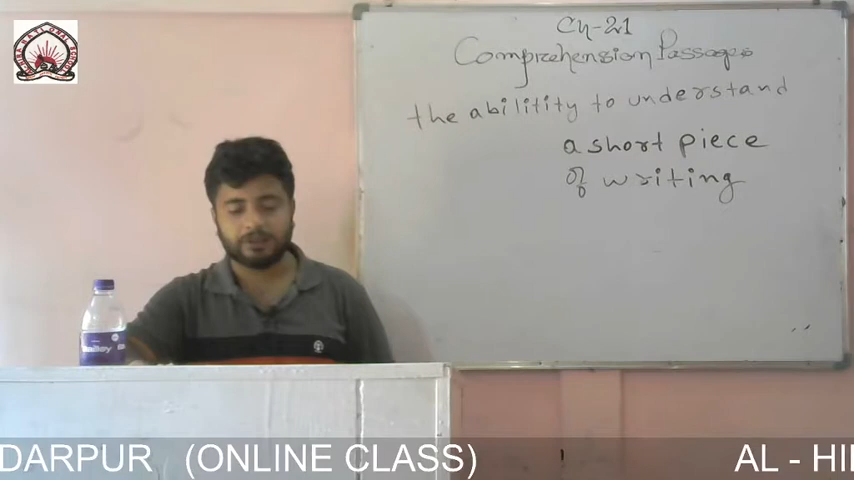 Ch-21
Comprehension Passages
the abilitity to understand
a short piece
of writing
DARPUR (ONLINE CLASS) AL - HI